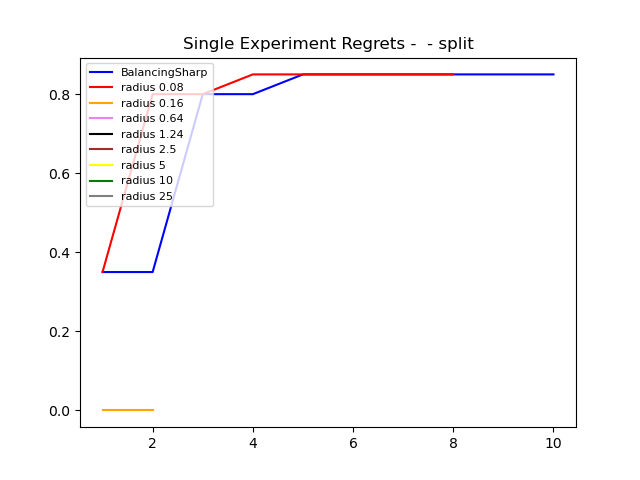 Single Experiment Regrets -  - split
BalancingSharp
radius 0.08
radius 0.16
radius 0.64
radius 1.24
radius 2.5
radius 5
radius 10
radius 25
0.8
0.6
0.4
0.2
0.0
2 4 6 8 10